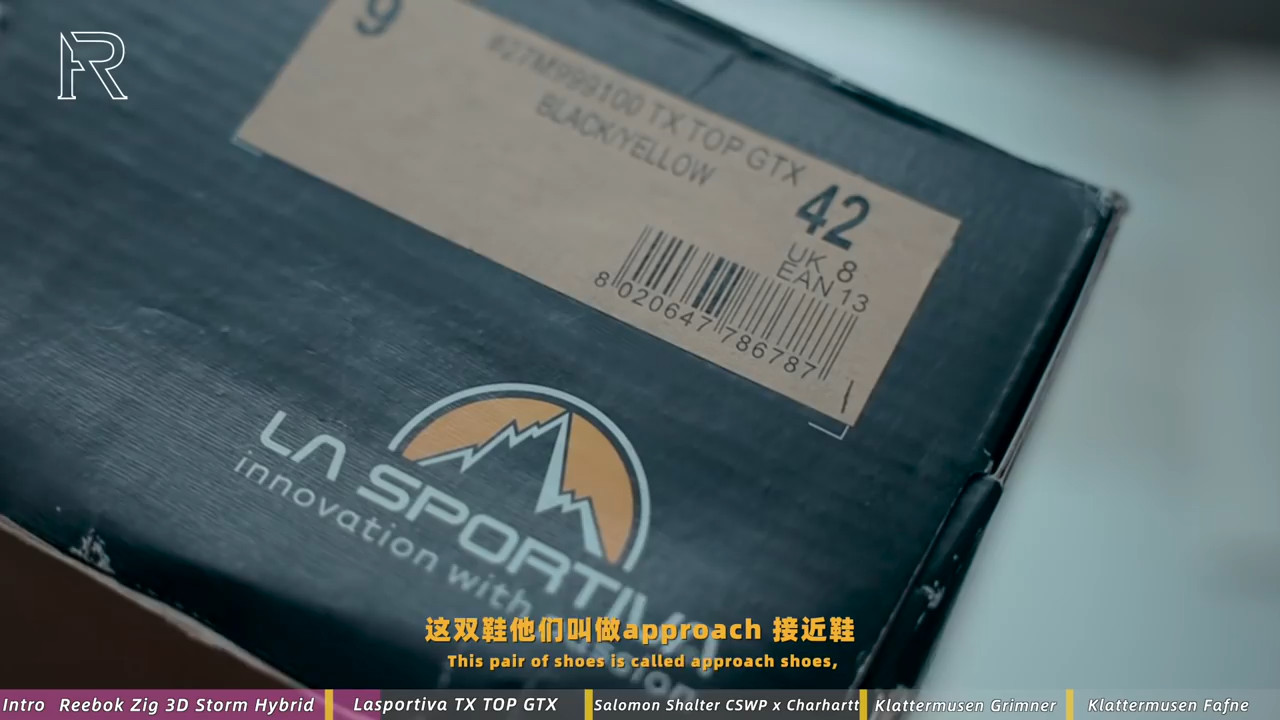 R
9
#27M999100 TX TOP GTX
BLACK/YELLOW
42
UK 8
EAN 13
8 020647 786787
LA SPORTIVA
innovation with passion
这双鞋他们叫做approach 接近鞋
This pair of shoes is called approach shoes,
Intro Reebok Zig 3D Storm Hybrid Lasportiva TX TOP GTX Salomon Shalter CSWP x Charhartt Klattermusen Grimner Klattermusen Fafne